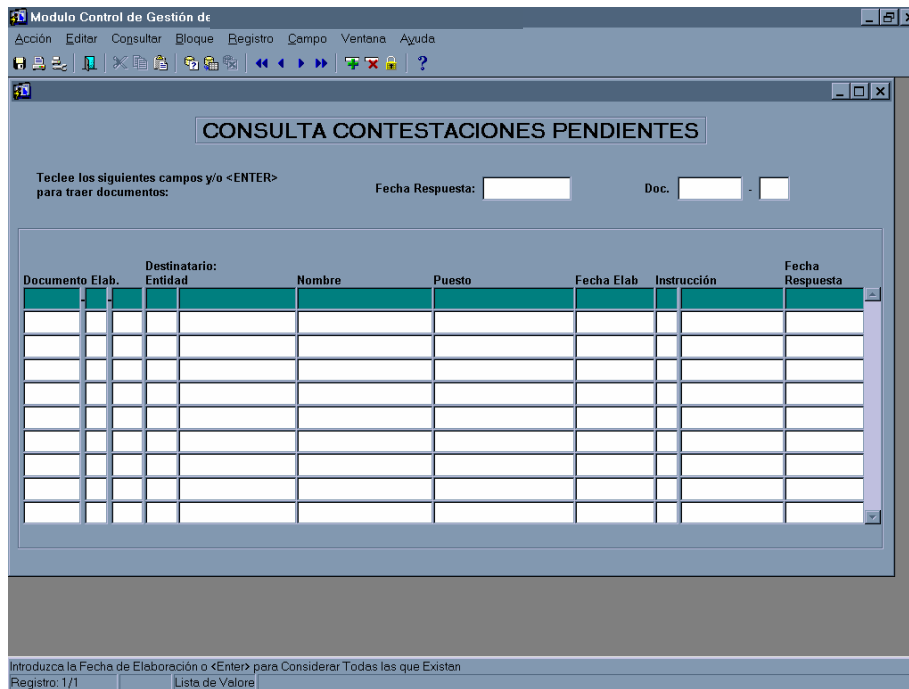 Modulo Control de Gestión de
Acción Editar Consultar Bloque Registro Campo Ventana Ayuda
CONSULTA CONTESTACIONES PENDIENTES
Teclee los siguientes campos y/o <ENTER>
para traer documentos:
Fecha Respuesta: Doc. -
Destinatario: Fecha
Documento Elab. Entidad Nombre Puesto Fecha Elab Instrucción Respuesta
- -
Introduzca la Fecha de Elaboración o <Enter> para Considerar Todas las que Existan
Registro: 1/1 Lista de Valore